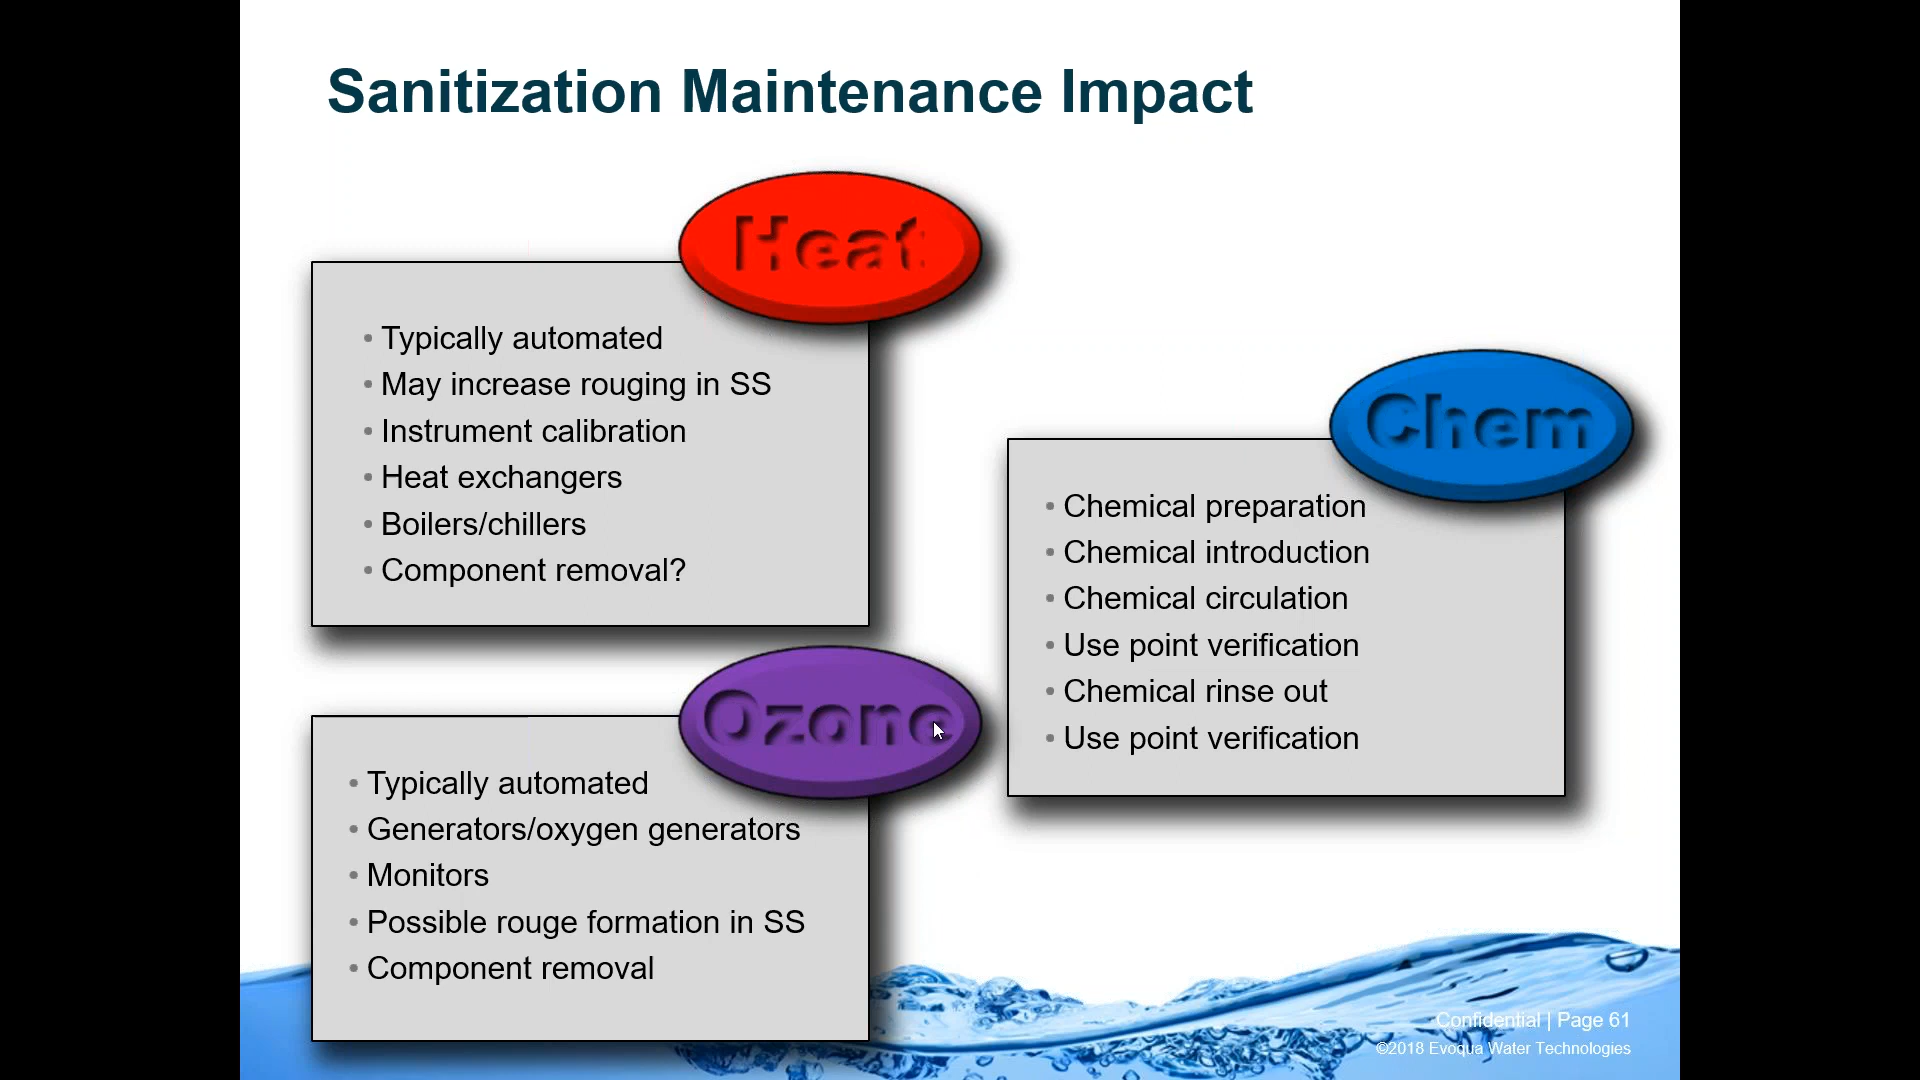 Sanitization Maintenance Impact
Heat
• Typically automated
• May increase rouging in SS
• Instrument calibration
• Heat exchangers
• Boilers/chillers
• Component removal?
Chem
• Chemical preparation
• Chemical introduction
• Chemical circulation
• Use point verification
• Chemical rinse out
• Use point verification
Ozone
• Typically automated
• Generators/oxygen generators
• Monitors
• Possible rouge formation in SS
• Component removal
Confidential | Page 61
©2018 Evoqua Water Technologies